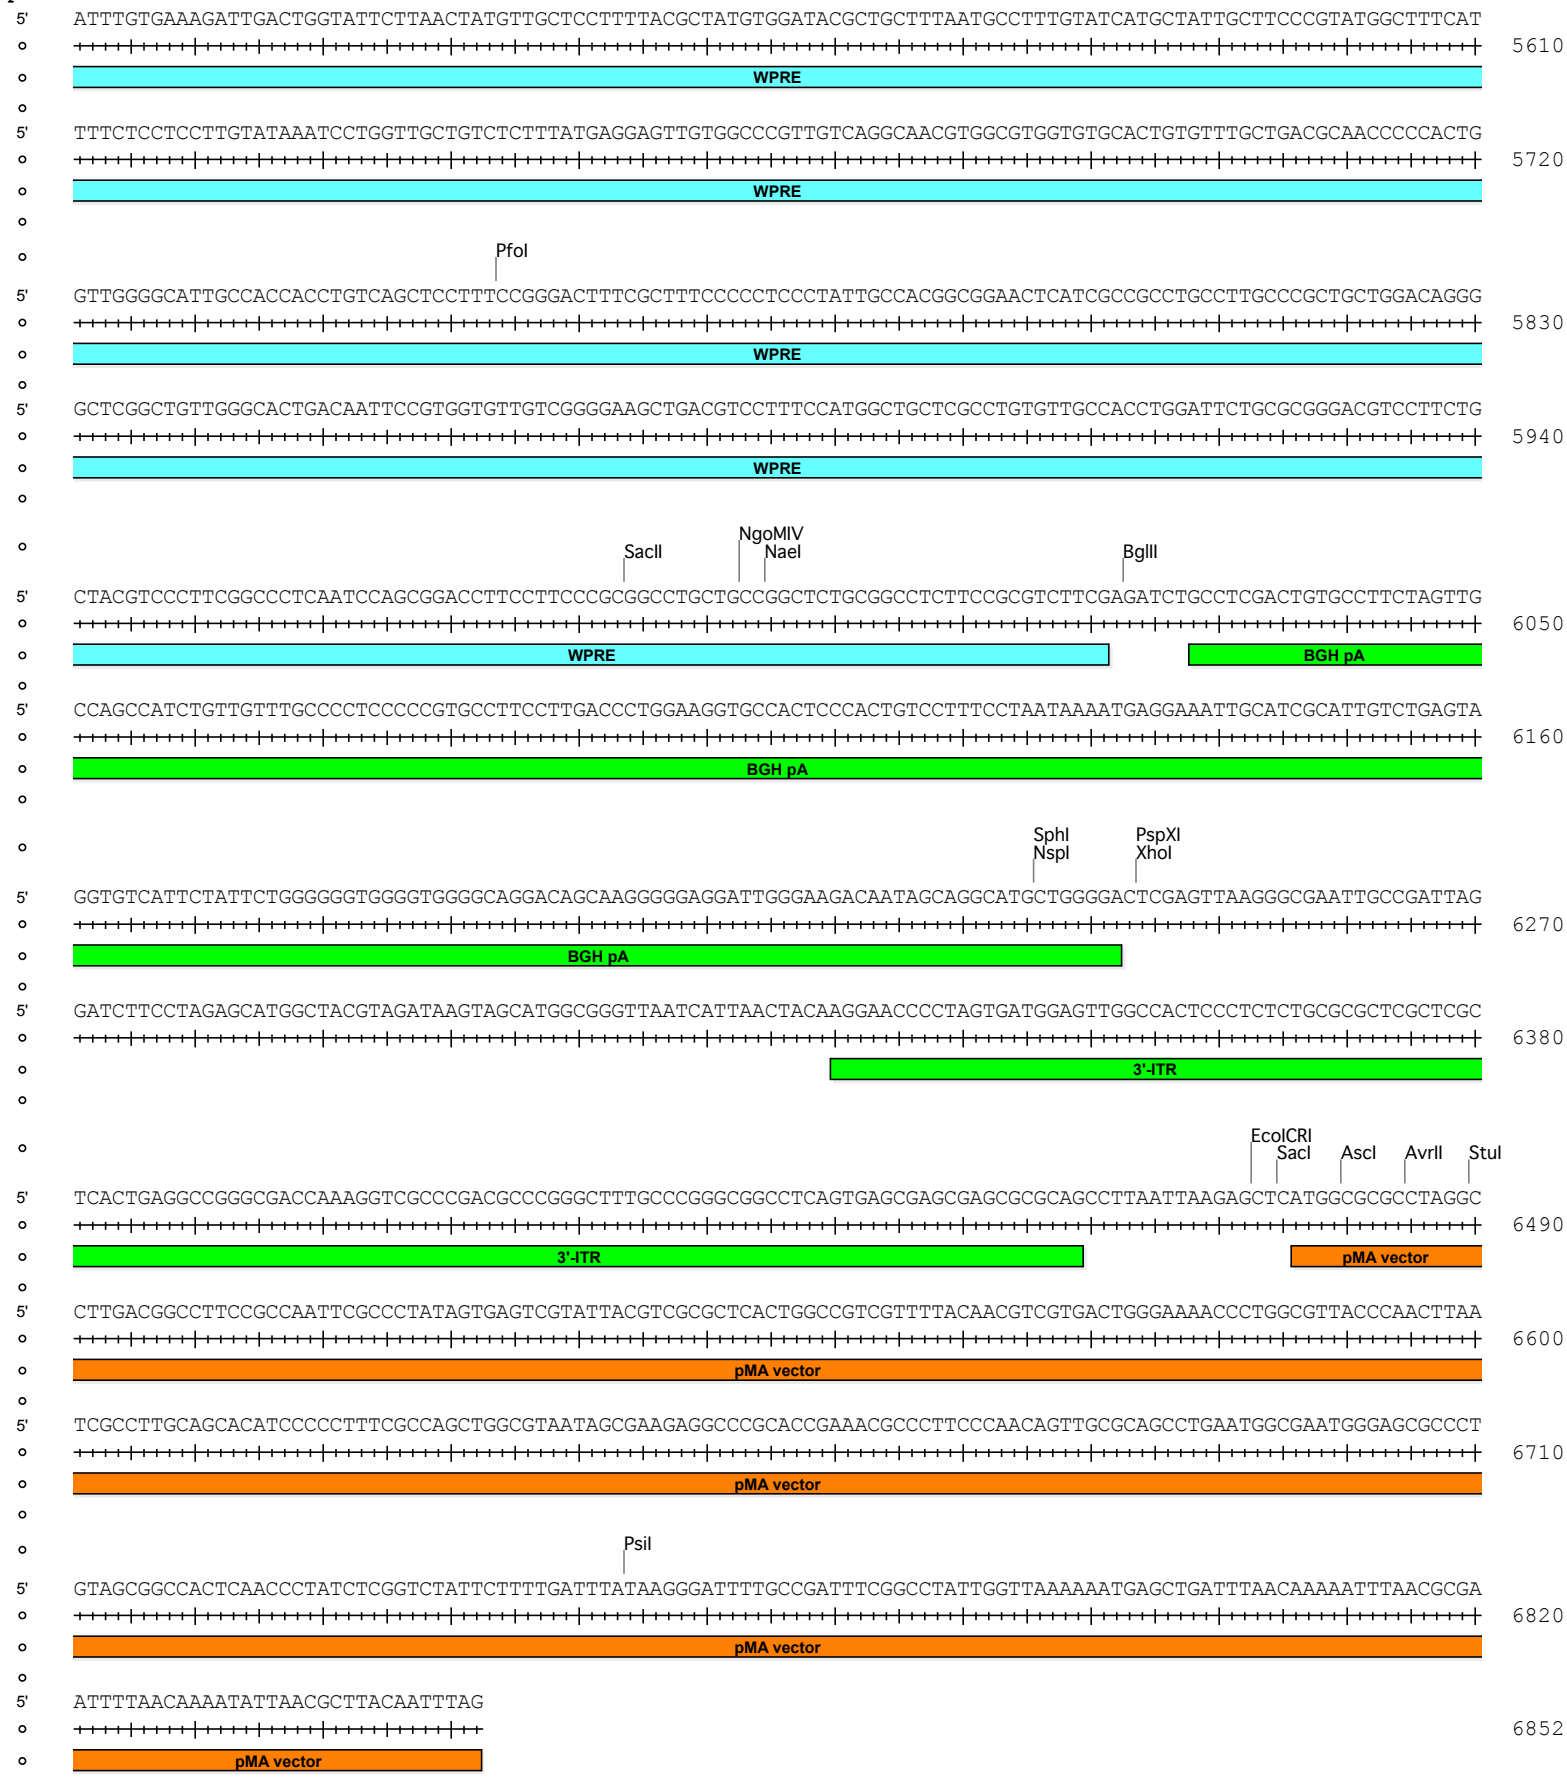 5' ATTTGTGAAAGATTGACTGGTATTCTTAACTATGTTGCTCCTTTTACGCTATGTGGATACGCTGCTTTAATGCCTTTGTATCATGCTATTGCTTCCCGTATGGCTTTCAT
5610
WPRE
5' TTTCTCCTCCTTGTATAAATCCTGGTTGCTGTCTCTTTATGAGGAGTTGTGGCCCGTTGTCAGGCAACGTGGCGTGGTGTGCACTGTGTTTGCTGACGCAACCCCCACTG
5720
WPRE
PfoI
5' GTTGGGGCATTGCCACCACCTGTCAGCTCCTTTCCGGGACTTTCGCTTTCCCCCTCCCTATTGCCACGGCGGAACTCATCGCCGCCTGCCTTGCCCGCTGCTGGACAGGG
5830
WPRE
5' GCTCGGCTGTTGGGCACTGACAATTCCGTGGTGTTGTCGGGGAAGCTGACGTCCTTTCCATGGCTGCTCGCCTGTGTTGCCACCTGGATTCTGCGCGGGACGTCCTTCTG
5940
WPRE
NgoMIV
SacII NaeI BglII
5' CTACGTCCCTTCGGCCCTCAATCCAGCGGACCTTCCTTCCCGCGGCCTGCTGCCGGCTCTGCGGCCTCTTCCGCGTCTTCGAGATCTGCCTCGACTGTGCCTTCTAGTTG
6050
WPRE BGH pA
5' CCAGCCATCTGTTGTTTGCCCCTCCCCCGTGCCTTCCTTGACCCTGGAAGGTGCCACTCCCACTGTCCTTTCCTAATAAAATGAGGAAATTGCATCGCATTGTCTGAGTA
6160
BGH pA
SphI PspXI
NspI XhoI
5' GGTGTCATTCTATTCTGGGGGGTGGGGTGGGGCAGGACAGCAAGGGGGAGGATTGGGAAGACAATAGCAGGCATGCTGGGGACTCGAGTTAAGGGCGAATTGCCGATTAG
6270
BGH pA
5' GATCTTCCTAGAGCATGGCTACGTAGATAAGTAGCATGGCGGGTTAATCATTAACTACAAGGAACCCCTAGTGATGGAGTTGGCCACTCCCTCTCTGCGCGCTCGCTCGC
6380
3'-ITR
EcoICRI
SacI AscI AvrII StuI
5' TCACTGAGGCCGGGCGACCAAAGGTCGCCCGACGCCCGGGCTTTGCCCGGGCGGCCTCAGTGAGCGAGCGAGCGCGCAGCCTTAATTAAGAGCTCATGGCGCGCCTAGGC
6490
3'-ITR pMA vector
5' CTTGACGGCCTTCCGCCAATTCGCCCTATAGTGAGTCGTATTACGTCGCGCTCACTGGCCGTCGTTTTACAACGTCGTGACTGGGAAAACCCTGGCGTTACCCAACTTAA
6600
pMA vector
5' TCGCCTTGCAGCACATCCCCCTTTCGCCAGCTGGCGTAATAGCGAAGAGGCCCGCACCGAAACGCCCTTCCCAACAGTTGCGCAGCCTGAATGGCGAATGGGAGCGCCCT
6710
pMA vector
PsiI
5' GTAGCGGCCACTCAACCCTATCTCGGTCTATTCTTTTGATTTATAAGGGATTTTGCCGATTTCGGCCTATTGGTTAAAAAATGAGCTGATTTAACAAAAATTTAACGCGA
6820
pMA vector
5' ATTTTAACAAAATATTAACGCTTACAATTTAG
6852
pMA vector